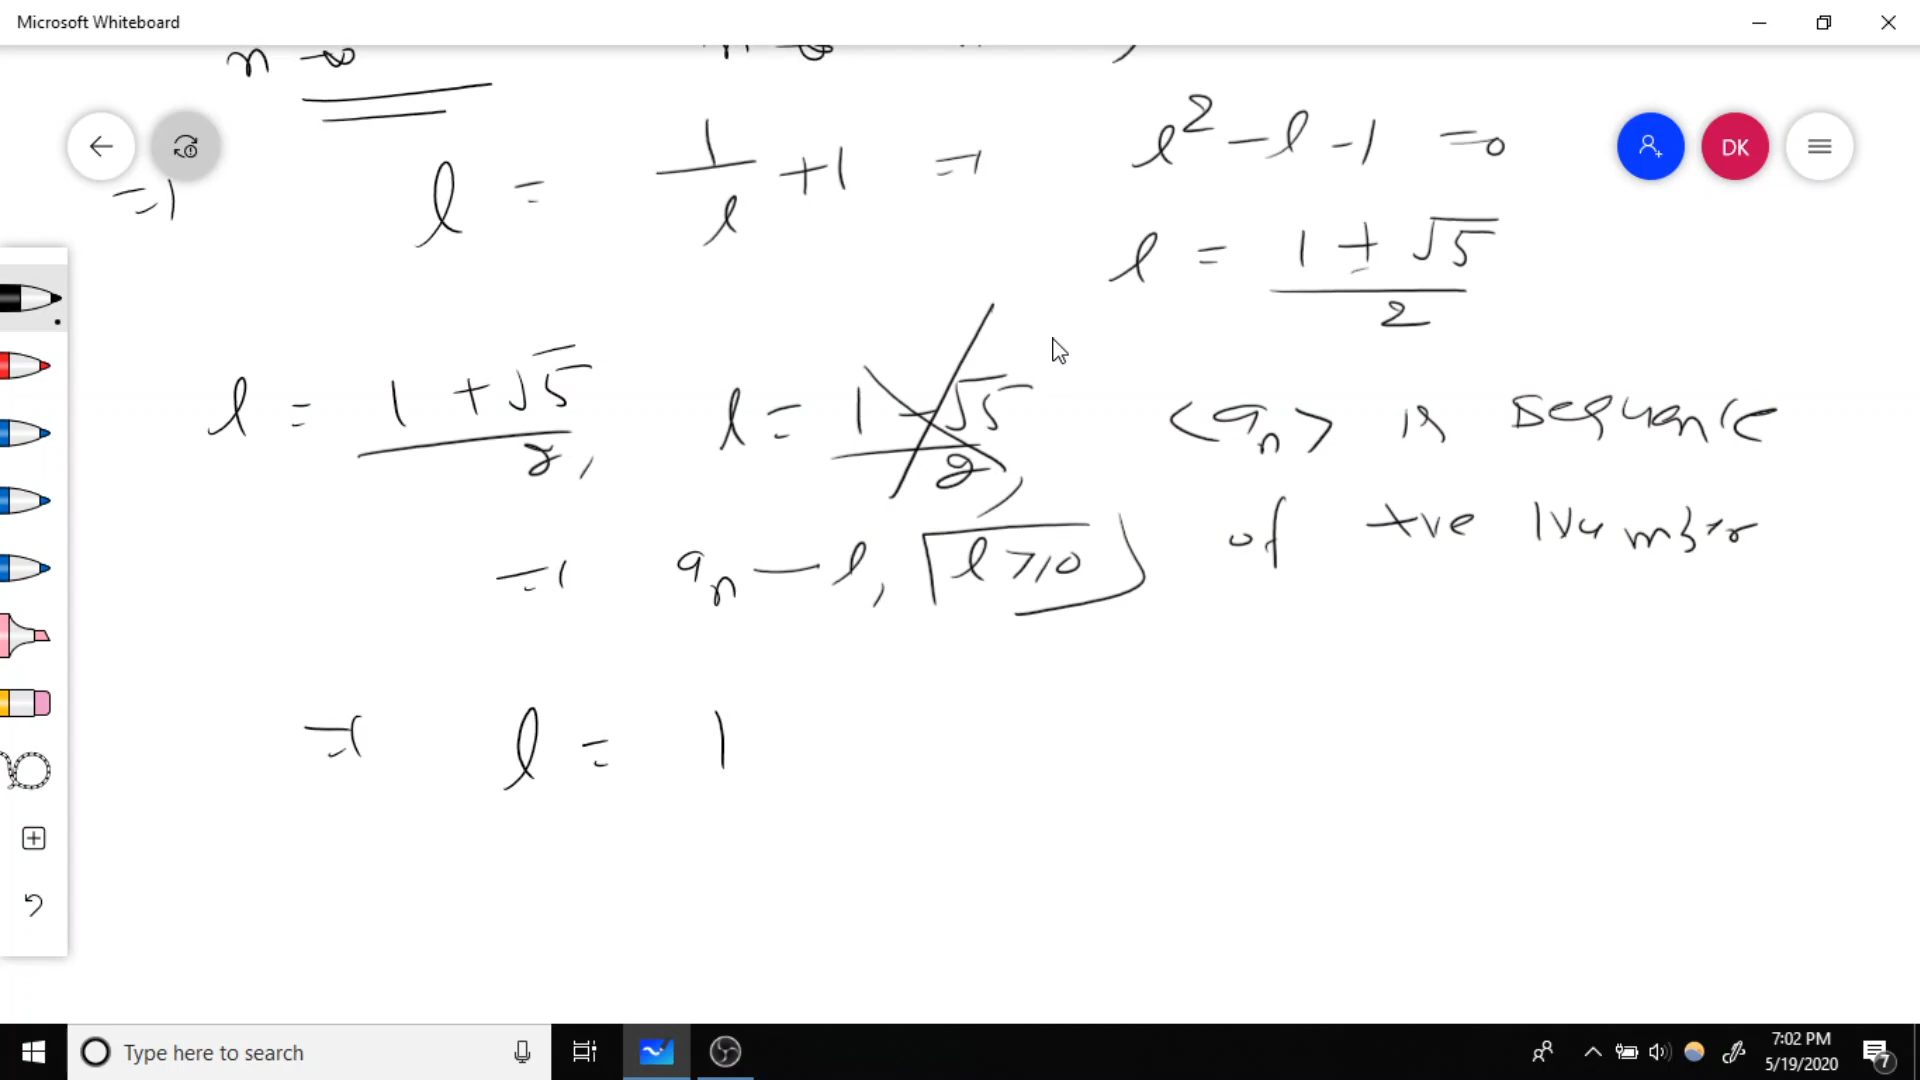 Microsoft Whiteboard
n → ∞
n → ∞
⇒ l = 1/l + 1 ⇒ l² - l - 1 = 0
l = (1 ± √5)/2
l = (1 + √5)/2, l = (1 - √5)/2, <aₙ> is sequence
of +ve Number
⇒ aₙ — l, l ≥ 0
⇒ l = 1
DK
Type here to search
7:02 PM
5/19/2020
7